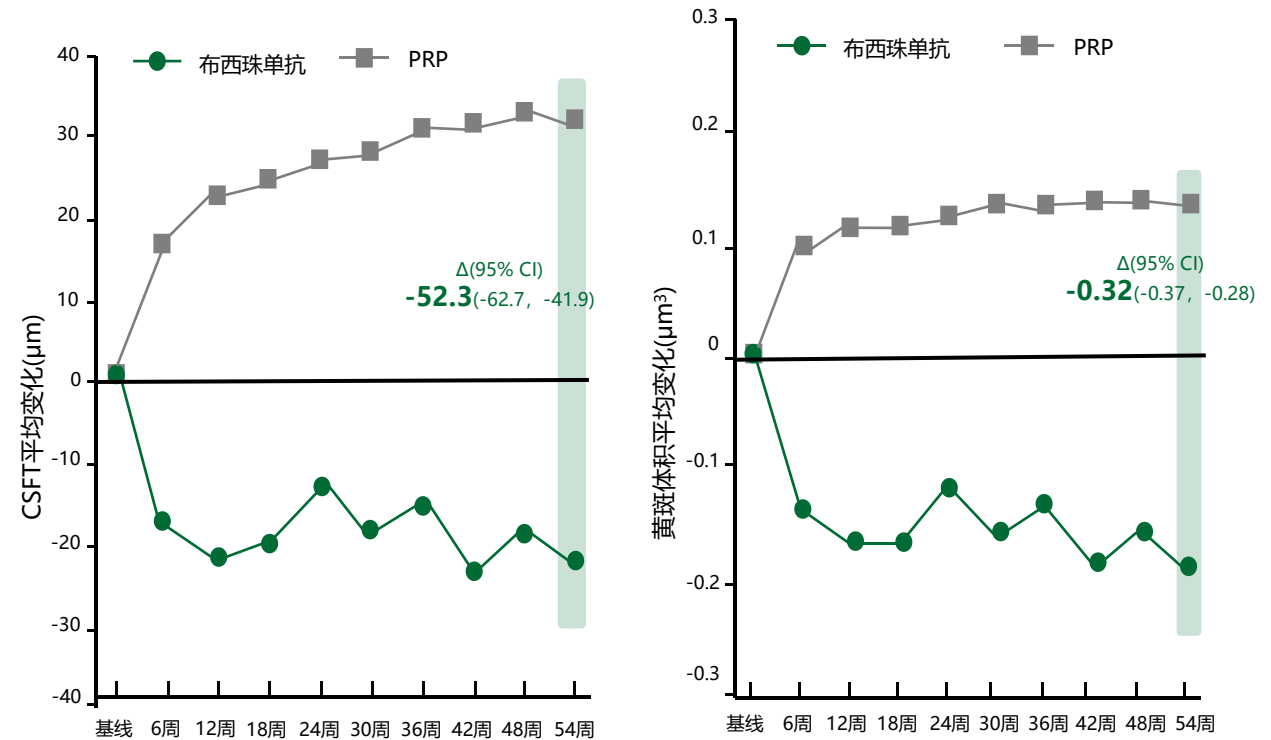 布西珠单抗
PRP
40
30
20
10
0
-10
-20
-30
-40
CSFT平均变化(μm)
Δ(95% CI)
-52.3(-62.7，-41.9)
基线 6周 12周 18周 24周 30周 36周 42周 48周 54周
布西珠单抗
PRP
0.3
0.2
0.1
0
-0.1
-0.2
-0.3
黄斑体积平均变化(μm³)
Δ(95% CI)
-0.32(-0.37，-0.28)
基线 6周 12周 18周 24周 30周 36周 42周 48周 54周